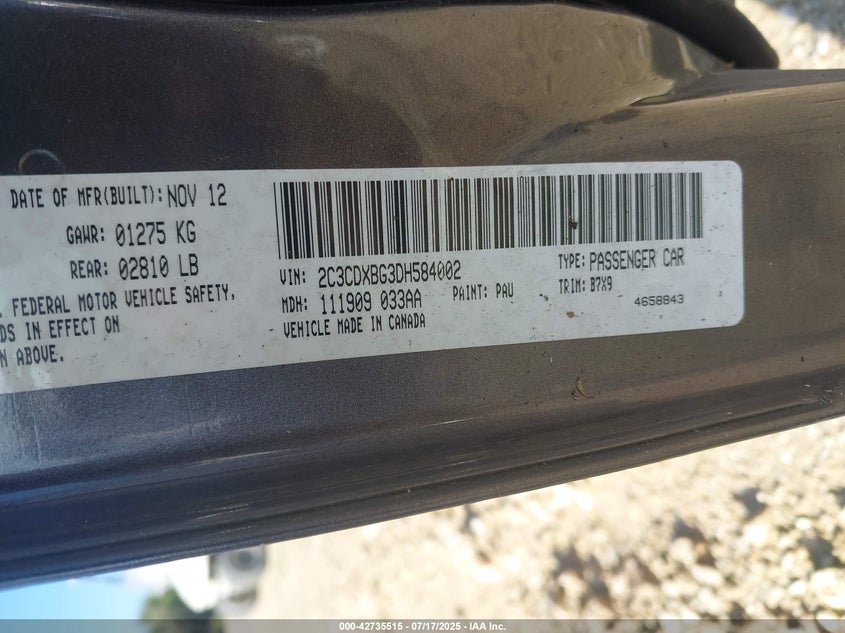 DATE OF MFR(BUILT): NOV 12
GAWR: 01275 KG
REAR: 02810 LB
FEDERAL MOTOR VEHICLE SAFETY,
IN EFFECT ON
ABOVE.
VIN: 2C3CDXBG3DH584002
TYPE: PASSENGER CAR
MDH: 111909 033AA
PAINT: PAU
TRIM: B7X9
VEHICLE MADE IN CANADA
4658843
000-42735515 - 07/17/2025 - IAA Inc.